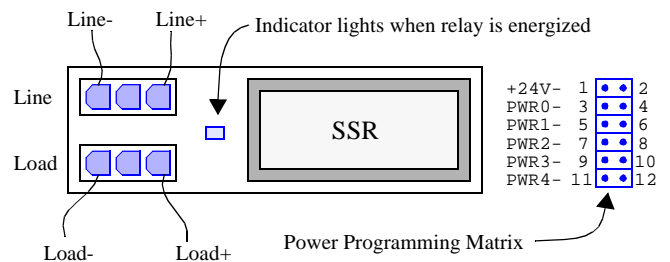 Line- Line+ Indicator lights when relay is energized
Line
SSR
Load
+24V- 1 2
PWR0- 3 4
PWR1- 5 6
PWR2- 7 8
PWR3- 9 10
PWR4- 11 12
Load- Load+ Power Programming Matrix